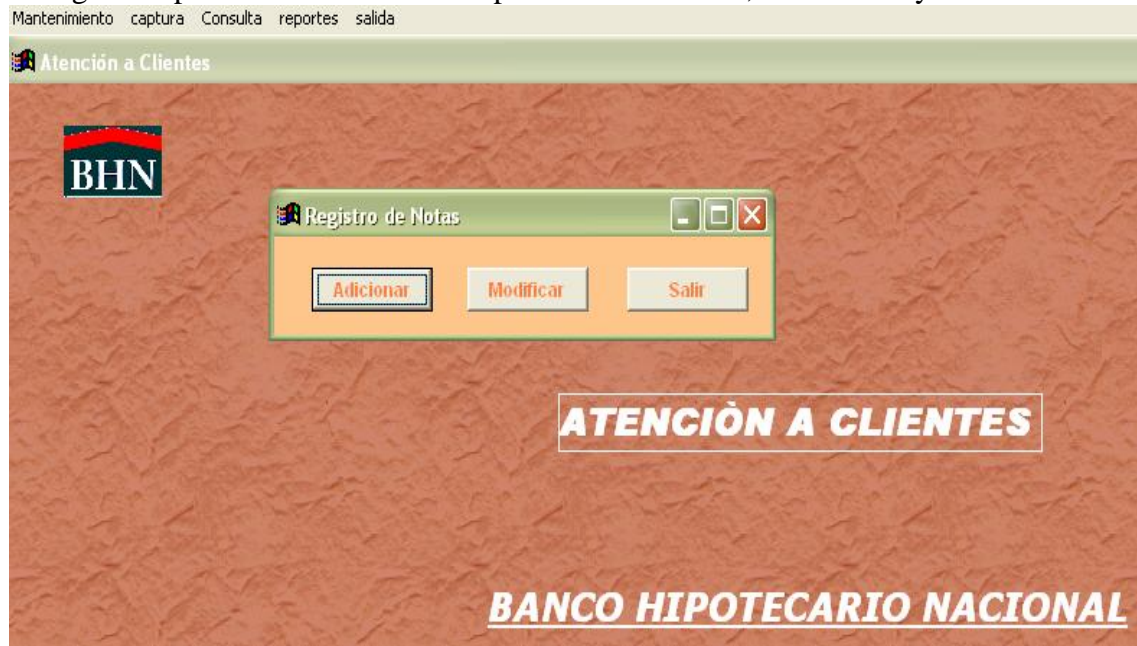 Mantenimiento captura Consulta reportes salida
Atención a Clientes
BHN
Registro de Notas
Adicionar Modificar Salir
ATENCIÒN A CLIENTES
BANCO HIPOTECARIO NACIONAL